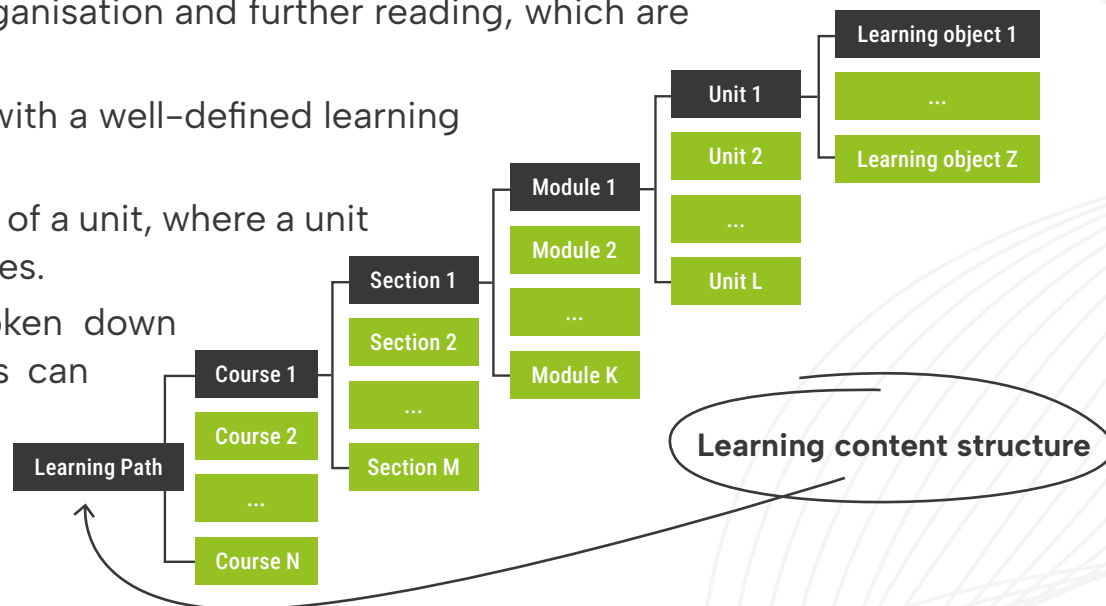 ganisation and further reading, which are
with a well-defined learning
of a unit, where a unit
es.
oken down
s can
Learning Path
Course 1
Course 2
...
Course N
Section 1
Section 2
...
Section M
Module 1
Module 2
...
Module K
Unit 1
Unit 2
...
Unit L
Learning object 1
...
Learning object Z
Learning content structure